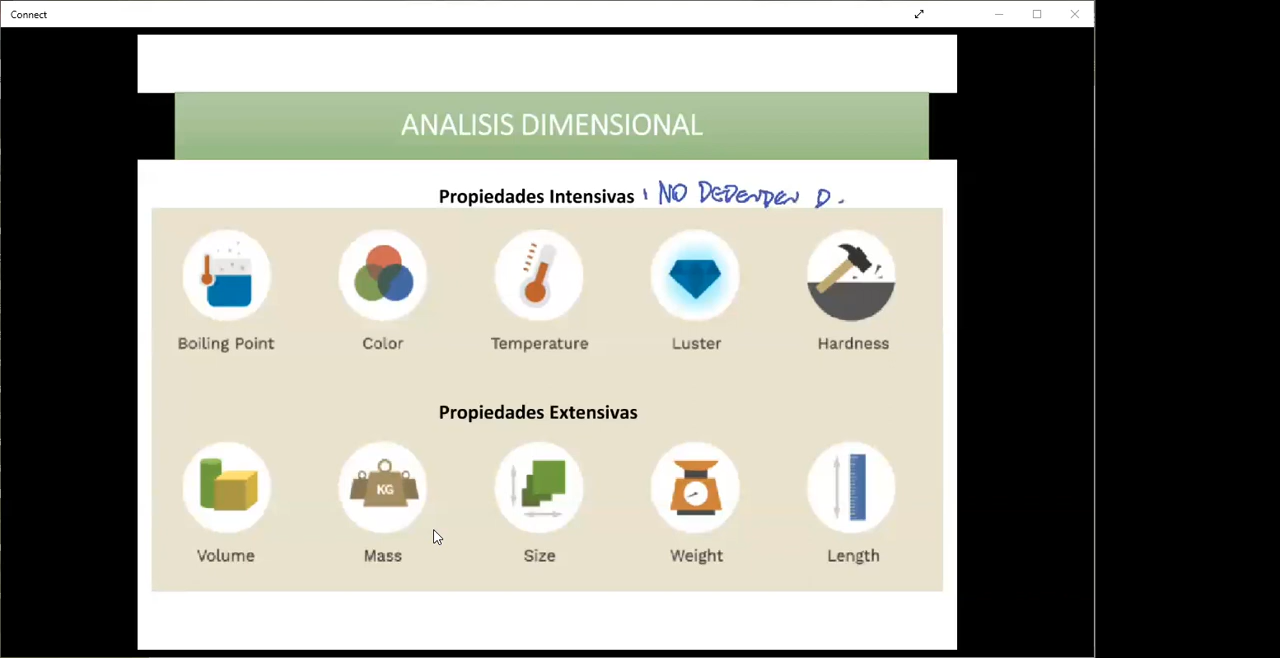 Connect
ANALISIS DIMENSIONAL
Propiedades Intensivas : NO DEPENDEN D.
Boiling Point Color Temperature Luster Hardness
Propiedades Extensivas
KG
Volume Mass Size Weight Length